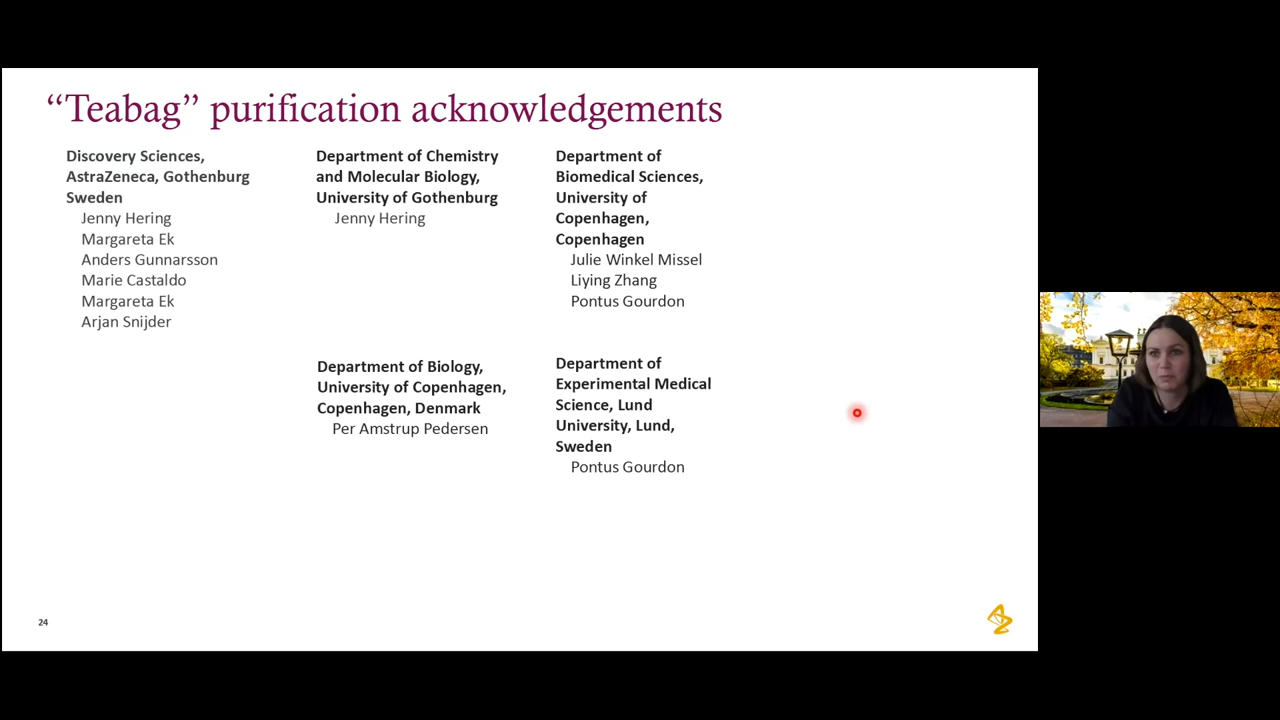 “Teabag” purification acknowledgements
Discovery Sciences,
AstraZeneca, Gothenburg
Sweden
Jenny Hering
Margareta Ek
Anders Gunnarsson
Marie Castaldo
Margareta Ek
Arjan Snijder
Department of Chemistry
and Molecular Biology,
University of Gothenburg
Jenny Hering
Department of
Biomedical Sciences,
University of
Copenhagen,
Copenhagen
Julie Winkel Missel
Liying Zhang
Pontus Gourdon
Department of Biology,
University of Copenhagen,
Copenhagen, Denmark
Per Amstrup Pedersen
Department of
Experimental Medical
Science, Lund
University, Lund,
Sweden
Pontus Gourdon
24